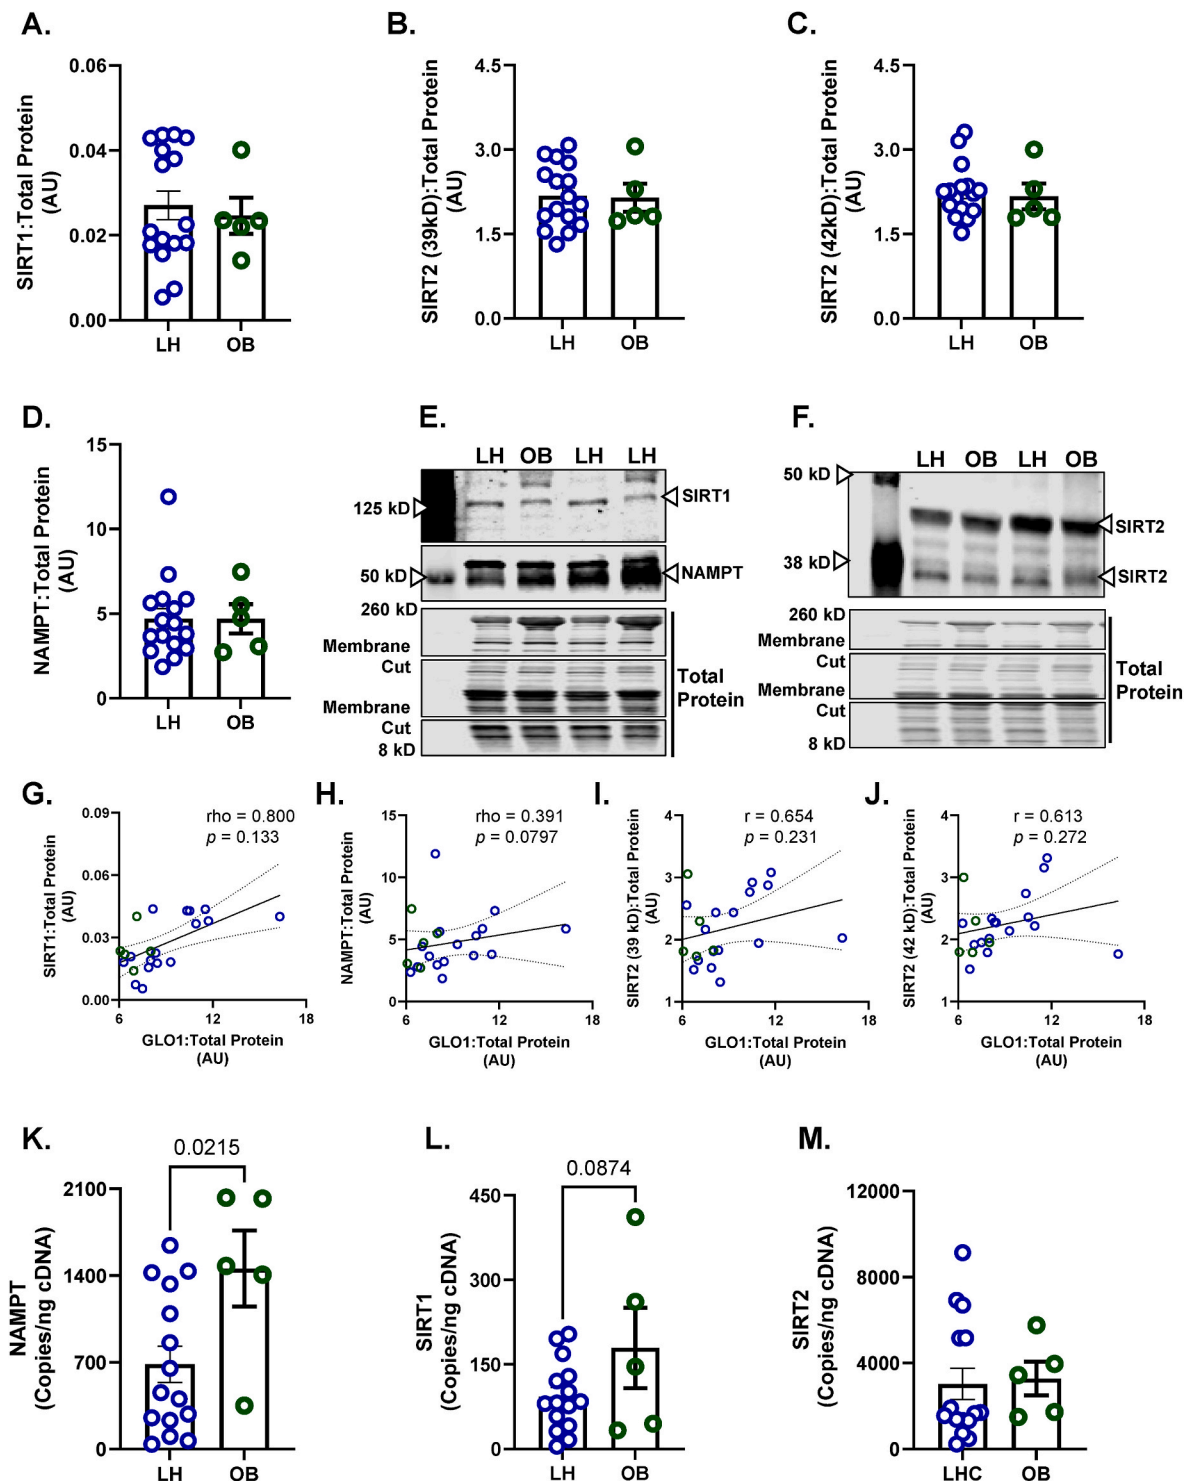 A.
SIRT1:Total Protein
(AU)
0.06
0.04
0.02
0.00
LH
OB
B.
SIRT2 (39kD):Total Protein
(AU)
4.5
3.0
1.5
0.0
LH
OB
C.
SIRT2 (42kD):Total Protein
(AU)
4.5
3.0
1.5
0.0
LH
OB
D.
NAMPT:Total Protein
(AU)
15
10
5
0
LH
OB
E.
LH OB LH LH
125 kD
SIRT1
50 kD
NAMPT
260 kD
Membrane
Cut
Membrane
Cut
8 kD
Total
Protein
F.
50 kD
LH OB LH OB
SIRT2
38 kD
SIRT2
260 kD
Membrane
Cut
Membrane
Cut
8 kD
Total
Protein
G.
SIRT1:Total Protein
(AU)
0.09
0.06
0.03
0.00
rho = 0.800
p = 0.133
6
12
18
GLO1:Total Protein
(AU)
H.
NAMPT:Total Protein
(AU)
15
10
5
0
rho = 0.391
p = 0.0797
6
12
18
GLO1:Total Protein
(AU)
I.
SIRT2 (39 kD):Total Protein
(AU)
4
3
2
1
r = 0.654
p = 0.231
6
12
18
GLO1:Total Protein
(AU)
J.
SIRT2 (42 kD):Total Protein
(AU)
4
3
2
1
r = 0.613
p = 0.272
6
12
18
GLO1:Total Protein
(AU)
K.
NAMPT
(Copies/ng cDNA)
0.0215
2100
1400
700
0
LH
OB
L.
SIRT1
(Copies/ng cDNA)
0.0874
450
300
150
0
LH
OB
M.
SIRT2
(Copies/ng cDNA)
12000
8000
4000
0
LHC
OB